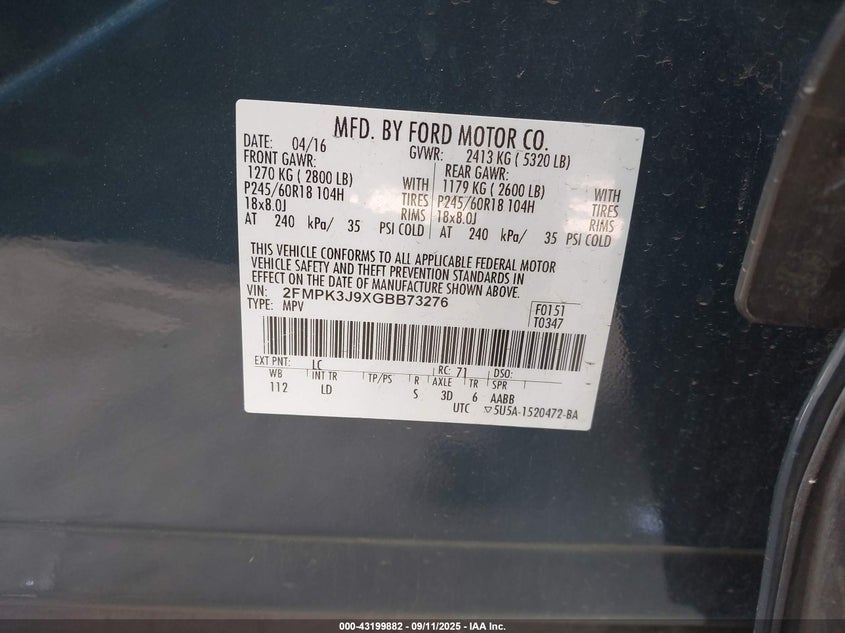 MFD. BY FORD MOTOR CO.
DATE: 04/16 GVWR: 2413 KG ( 5320 LB)
FRONT GAWR: REAR GAWR:
1270 KG ( 2800 LB) WITH 1179 KG ( 2600 LB) WITH
P245/60R18 104H TIRES P245/60R18 104H TIRES
18x8.0J RIMS 18x8.0J RIMS
AT 240 kPa/ 35 PSI COLD AT 240 kPa/ 35 PSI COLD
THIS VEHICLE CONFORMS TO ALL APPLICABLE FEDERAL MOTOR
VEHICLE SAFETY AND THEFT PREVENTION STANDARDS IN
EFFECT ON THE DATE OF MANUFACTURE SHOWN ABOVE.
VIN: 2FMPK3J9XGBB73276
TYPE: MPV
F0151
T0347
EXT PNT: LC RC: 71 DSO:
WB INT TR TP/PS R AXLE TR SPR
112 LD S 3D 6 AABB
UTC ▽5U5A-1520472-BA
000-43199882 - 09/11/2025 - IAA Inc.